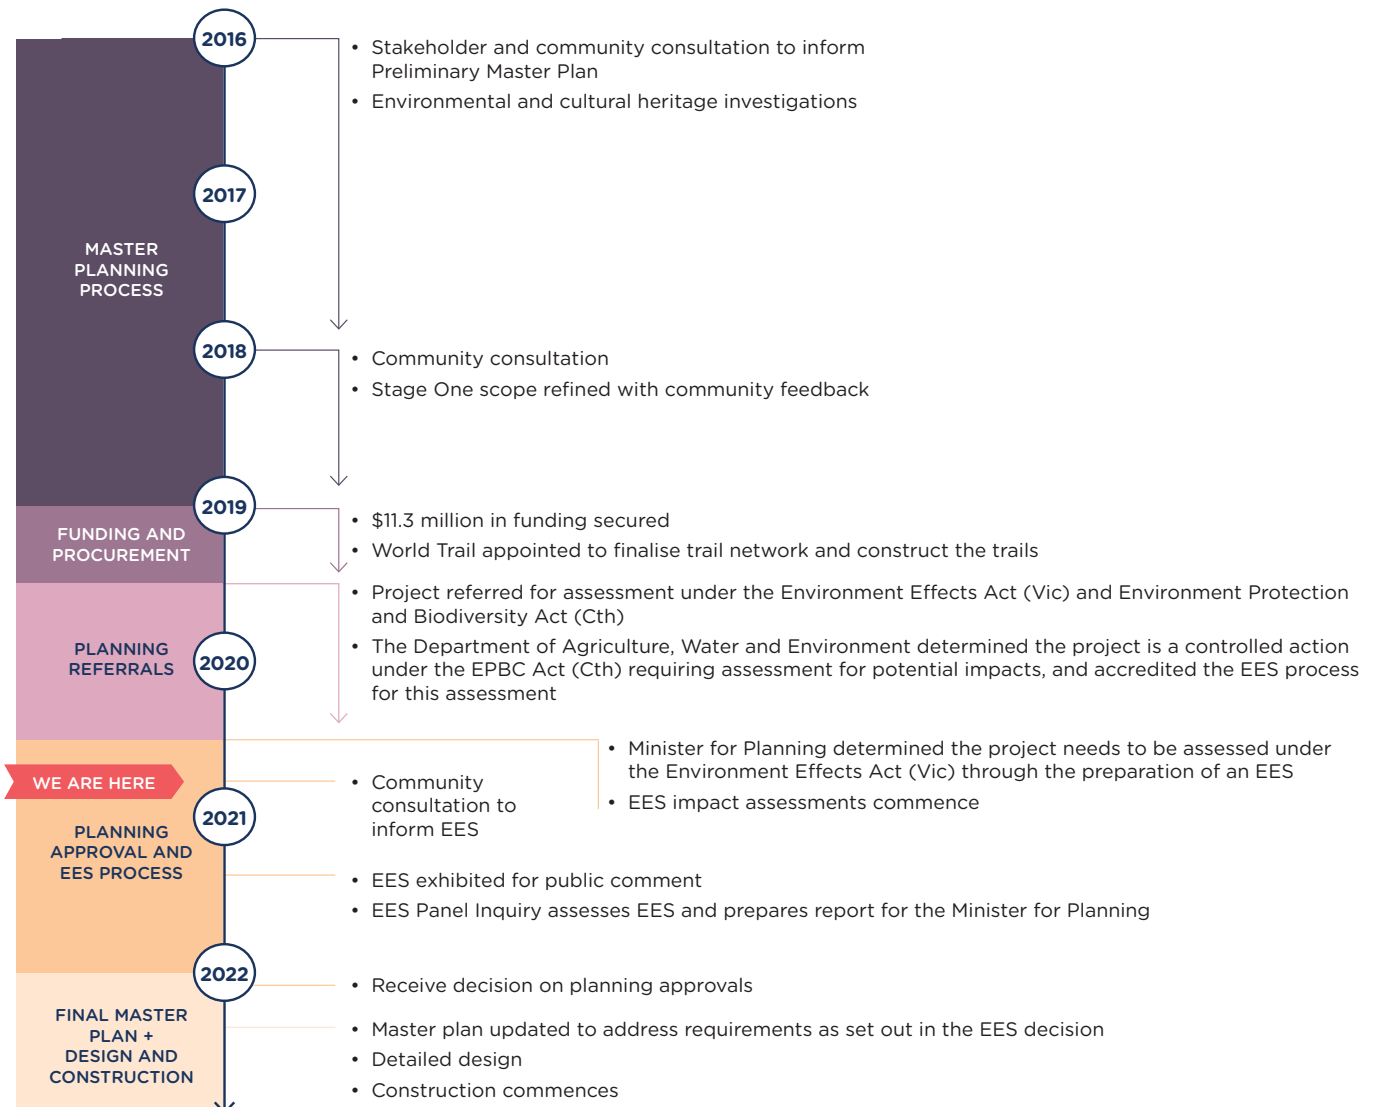 2016
• Stakeholder and community consultation to inform
Preliminary Master Plan
• Environmental and cultural heritage investigations
2017
MASTER
PLANNING
PROCESS
2018
• Community consultation
• Stage One scope refined with community feedback
2019
FUNDING AND
PROCUREMENT
• $11.3 million in funding secured
• World Trail appointed to finalise trail network and construct the trails
• Project referred for assessment under the Environment Effects Act (Vic) and Environment Protection
and Biodiversity Act (Cth)
PLANNING
REFERRALS
2020
• The Department of Agriculture, Water and Environment determined the project is a controlled action
under the EPBC Act (Cth) requiring assessment for potential impacts, and accredited the EES process
for this assessment
• Minister for Planning determined the project needs to be assessed under
the Environment Effects Act (Vic) through the preparation of an EES
• EES impact assessments commence
WE ARE HERE
• Community
consultation to
inform EES
2021
PLANNING
APPROVAL AND
EES PROCESS
• EES exhibited for public comment
• EES Panel Inquiry assesses EES and prepares report for the Minister for Planning
2022
• Receive decision on planning approvals
FINAL MASTER
PLAN +
DESIGN AND
CONSTRUCTION
• Master plan updated to address requirements as set out in the EES decision
• Detailed design
• Construction commences